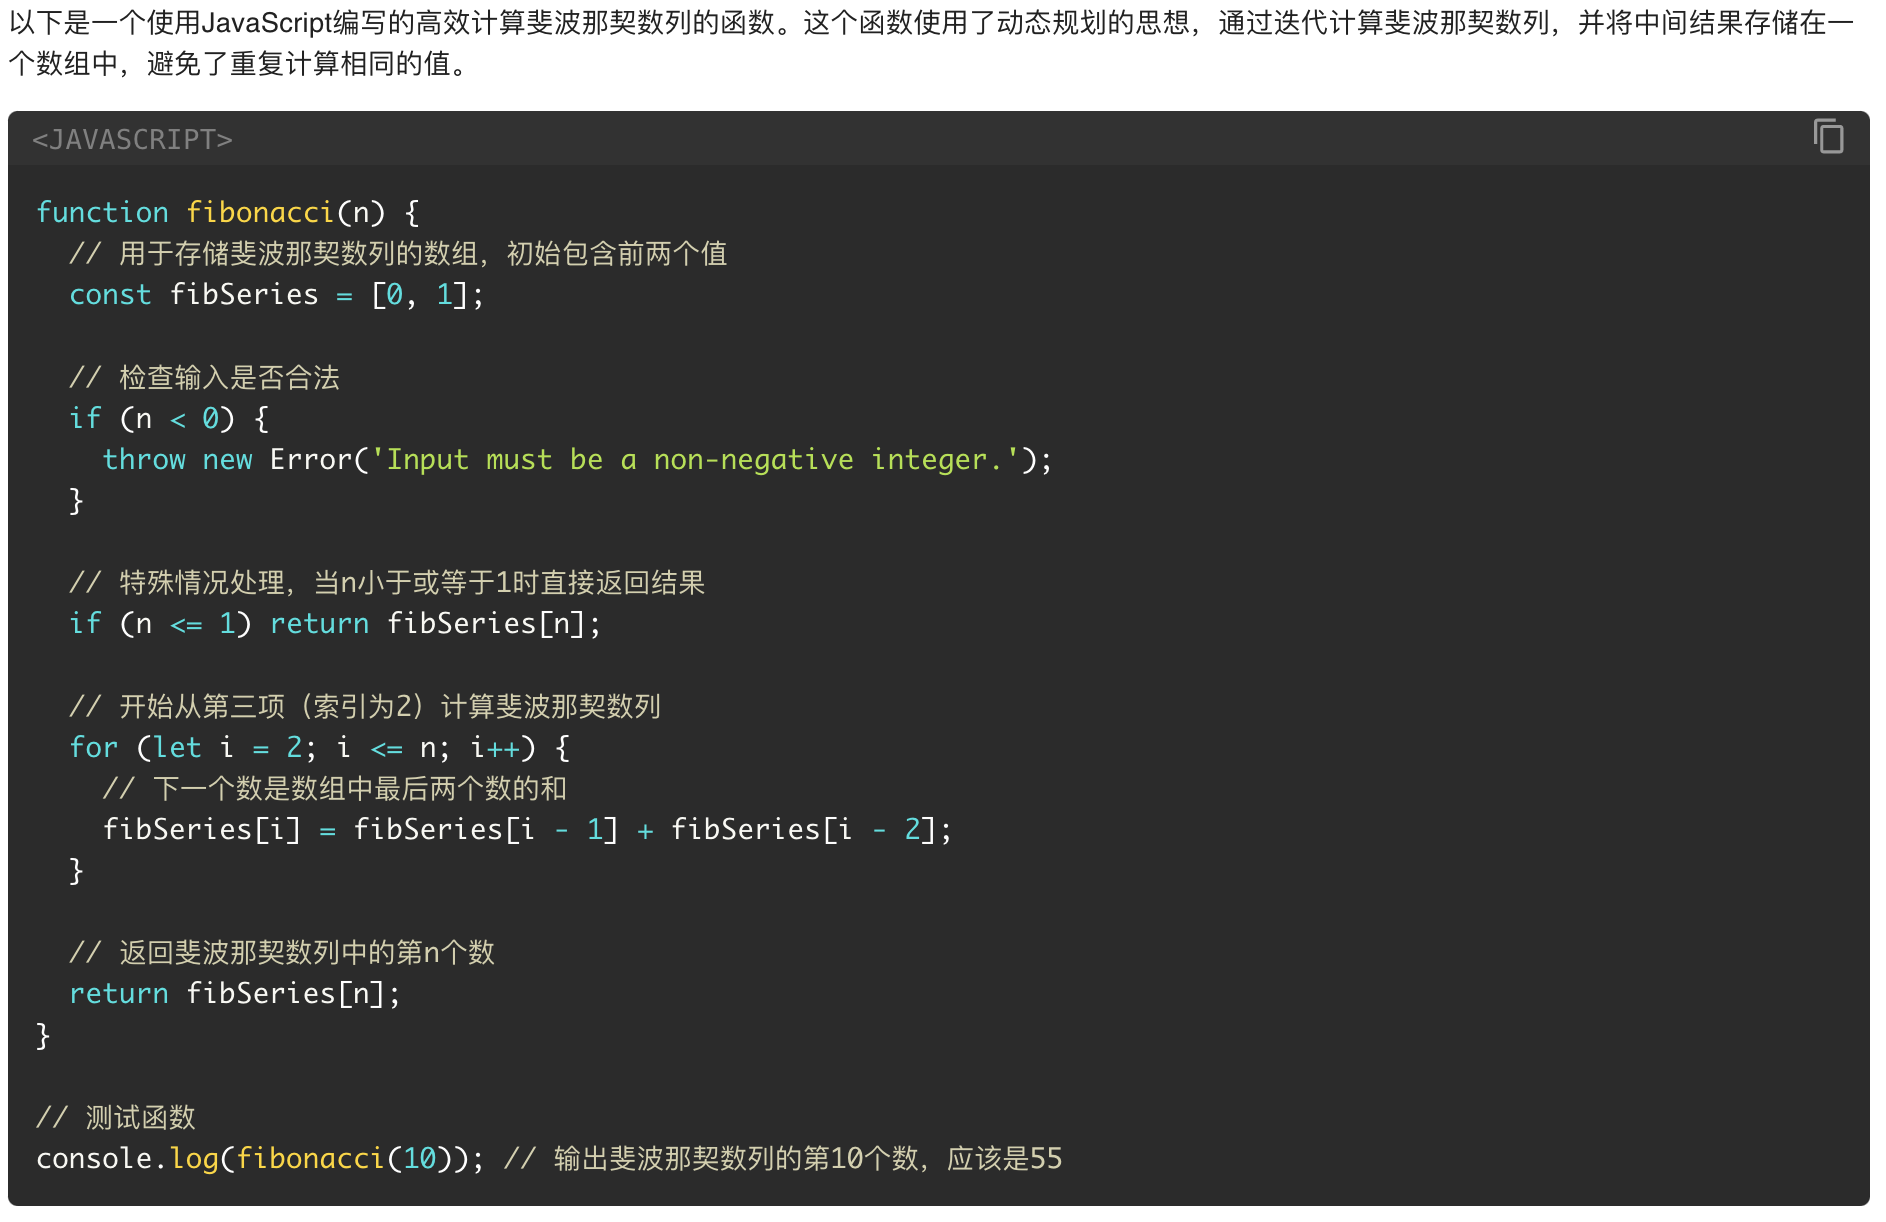 以下是一个使用JavaScript编写的高效计算斐波那契数列的函数。这个函数使用了动态规划的思想，通过迭代计算斐波那契数列，并将中间结果存储在一
个数组中，避免了重复计算相同的值。
<JAVASCRIPT>
function fibonacci(n) {
  // 用于存储斐波那契数列的数组，初始包含前两个值
  const fibSeries = [0, 1];

  // 检查输入是否合法
  if (n < 0) {
    throw new Error('Input must be a non-negative integer.');
  }

  // 特殊情况处理，当n小于或等于1时直接返回结果
  if (n <= 1) return fibSeries[n];

  // 开始从第三项（索引为2）计算斐波那契数列
  for (let i = 2; i <= n; i++) {
    // 下一个数是数组中最后两个数的和
    fibSeries[i] = fibSeries[i - 1] + fibSeries[i - 2];
  }

  // 返回斐波那契数列中的第n个数
  return fibSeries[n];
}

// 测试函数
console.log(fibonacci(10)); // 输出斐波那契数列的第10个数，应该是55